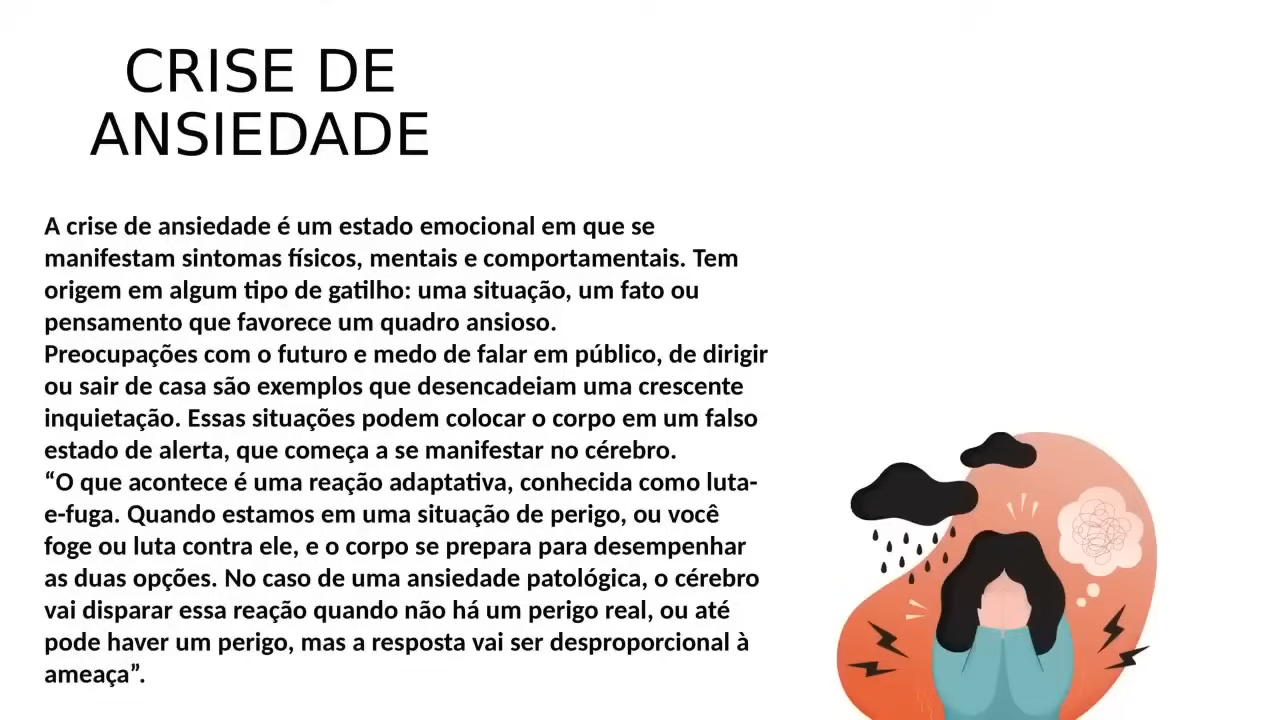 CRISE DE
ANSIEDADE
A crise de ansiedade é um estado emocional em que se
manifestam sintomas físicos, mentais e comportamentais. Tem
origem em algum tipo de gatilho: uma situação, um fato ou
pensamento que favorece um quadro ansioso.
Preocupações com o futuro e medo de falar em público, de dirigir
ou sair de casa são exemplos que desencadeiam uma crescente
inquietação. Essas situações podem colocar o corpo em um falso
estado de alerta, que começa a se manifestar no cérebro.
“O que acontece é uma reação adaptativa, conhecida como luta-
e-fuga. Quando estamos em uma situação de perigo, ou você
foge ou luta contra ele, e o corpo se prepara para desempenhar
as duas opções. No caso de uma ansiedade patológica, o cérebro
vai disparar essa reação quando não há um perigo real, ou até
pode haver um perigo, mas a resposta vai ser desproporcional à
ameaça”.